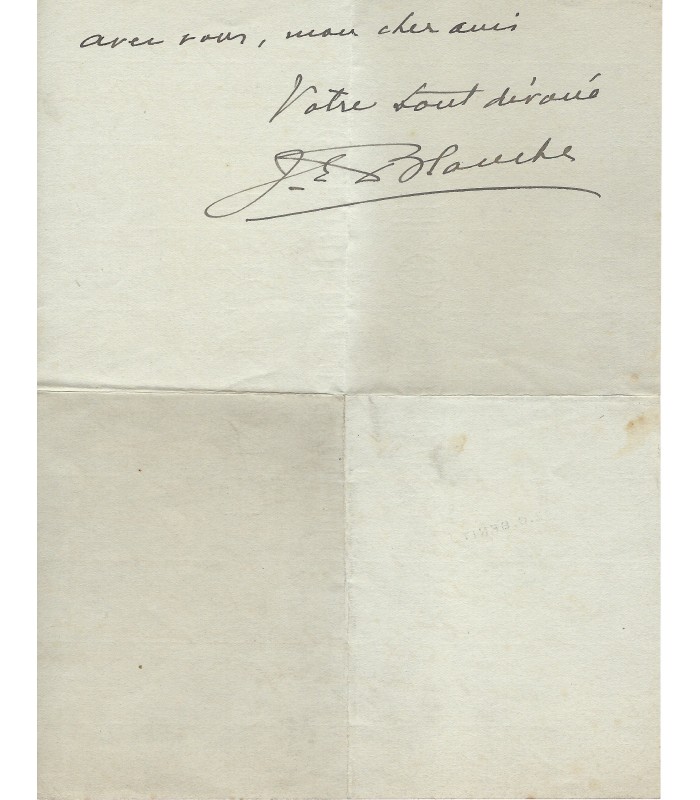 avec vous, mon cher ami
Votre tout dévoué
J. E. Blanche